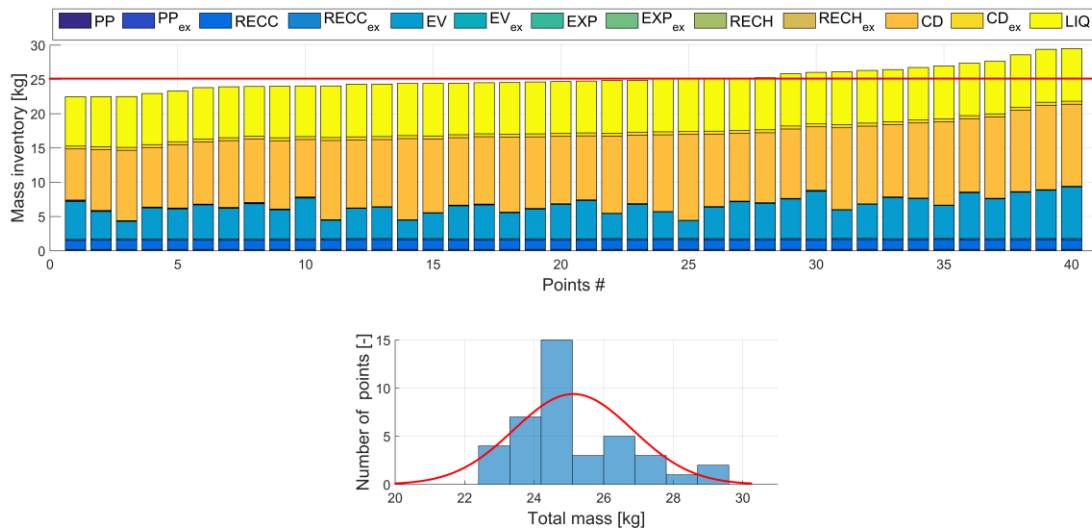 PP PP_ex RECC RECC_ex EV EV_ex EXP EXP_ex RECH RECH_ex CD CD_ex LIQ
30
25
20
15
10
5
0
Mass inventory [kg]
0 5 10 15 20 25 30 35 40
Points #
15
10
5
0
Number of points [-]
20 22 24 26 28 30
Total mass [kg]